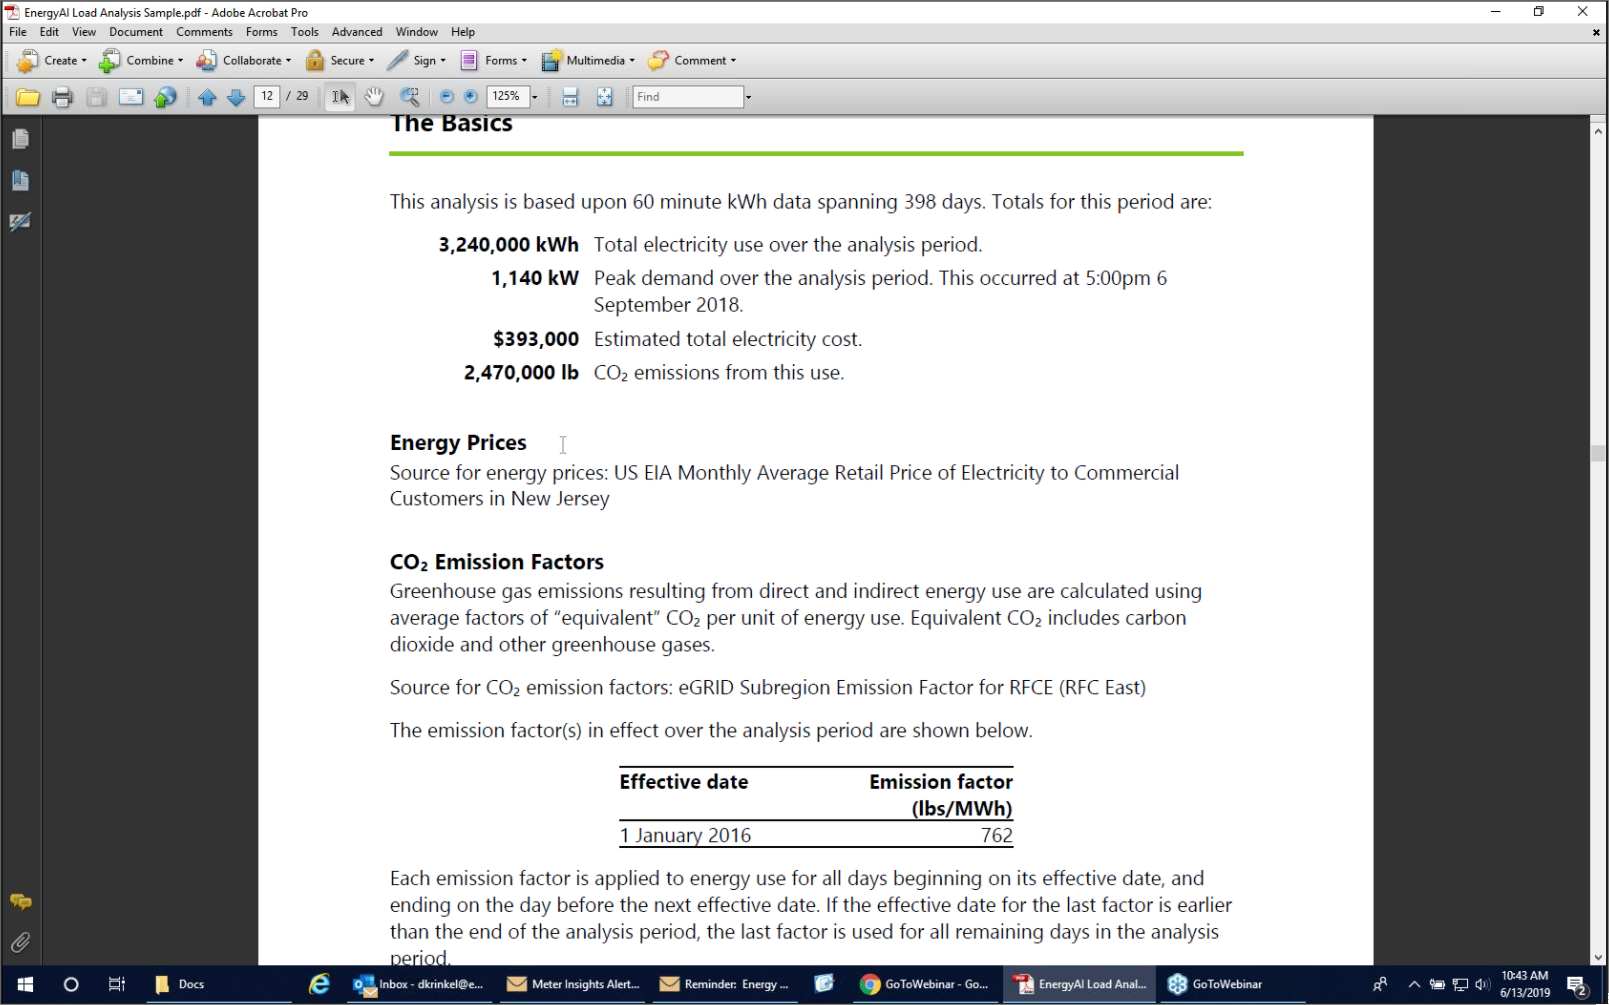 EnergyAI Load Analysis Sample.pdf - Adobe Acrobat Pro
File Edit View Document Comments Forms Tools Advanced Window Help
Create Combine Collaborate Secure Sign Forms Multimedia Comment
12 / 29 125% Find
The Basics
This analysis is based upon 60 minute kWh data spanning 398 days. Totals for this period are:
3,240,000 kWh Total electricity use over the analysis period.
1,140 kW Peak demand over the analysis period. This occurred at 5:00pm 6
September 2018.
$393,000 Estimated total electricity cost.
2,470,000 lb CO₂ emissions from this use.
Energy Prices
Source for energy prices: US EIA Monthly Average Retail Price of Electricity to Commercial
Customers in New Jersey
CO₂ Emission Factors
Greenhouse gas emissions resulting from direct and indirect energy use are calculated using
average factors of “equivalent” CO₂ per unit of energy use. Equivalent CO₂ includes carbon
dioxide and other greenhouse gases.
Source for CO₂ emission factors: eGRID Subregion Emission Factor for RFCE (RFC East)
The emission factor(s) in effect over the analysis period are shown below.
Effective date Emission factor
(lbs/MWh)
1 January 2016 762
Each emission factor is applied to energy use for all days beginning on its effective date, and
ending on the day before the next effective date. If the effective date for the last factor is earlier
than the end of the analysis period, the last factor is used for all remaining days in the analysis
period.
Docs Inbox - dkrinkel@e... Meter Insights Alert... Reminder: Energy ... GoToWebinar - Go... EnergyAI Load Anal... GoToWebinar
10:43 AM
6/13/2019
2